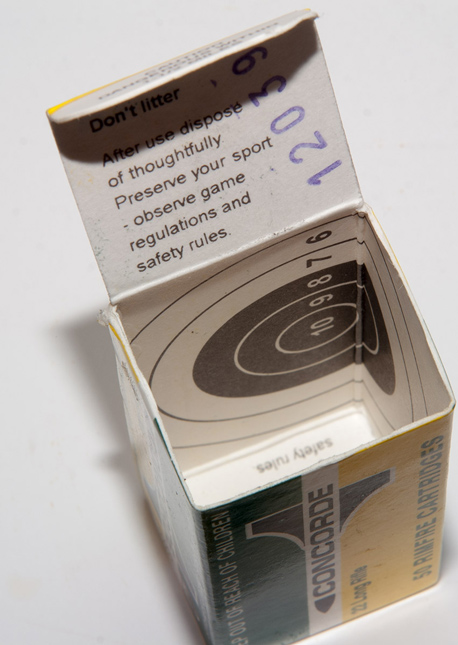 Don't litter
After use dispose
of thoughtfully
Preserve your sport
- observe game
regulations and
safety rules.
12039
6
7
8
9
10
safety rules
OUT OF REACH OF CHILDREN
CONCORDE
22 Long Rifle
50 RIMFIRE CARTRIDGES